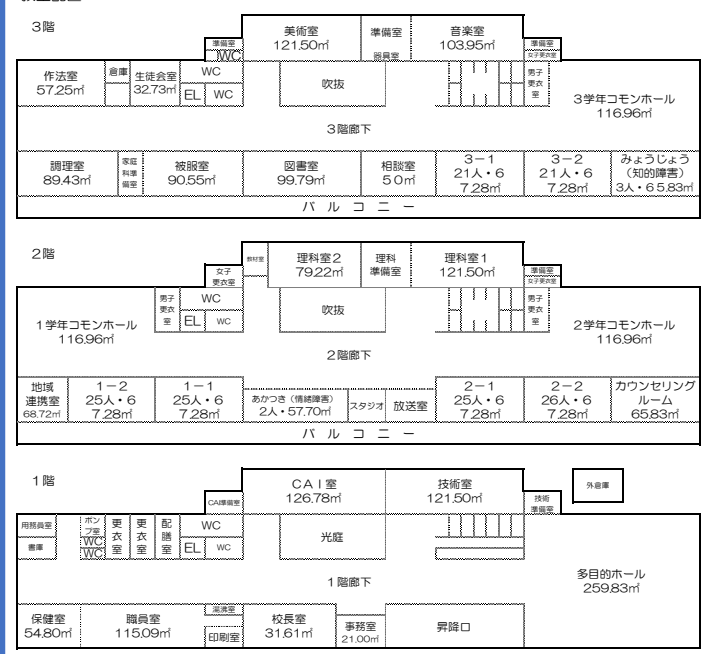 3階
美術室
121.50㎡
準備室
器具室
音楽室
103.95㎡
準備室
WC
準備室
女子更衣室
作法室
57.25㎡
倉庫
生徒会室
32.73㎡
WC
EL
WC
吹抜
男子
更衣
室
3学年コモンホール
116.96㎡
3階廊下
調理室
89.43㎡
家庭
科準
備室
被服室
90.55㎡
図書室
99.79㎡
相談室
50㎡
3-1
21人・6
7.28㎡
3-2
21人・6
7.28㎡
みょうじょう
(知的障害)
3人・65.83㎡
バルコニー
2階
女子
更衣室
教材室
理科室2
79.22㎡
理科
準備室
理科室1
121.50㎡
準備室
女子更衣室
1学年コモンホール
116.96㎡
男子
更衣
室
WC
EL
WC
吹抜
男子
更衣
室
2学年コモンホール
116.96㎡
2階廊下
地域
連携室
68.72㎡
1-2
25人・6
7.28㎡
1-1
25人・6
7.28㎡
あかつき(情緒障害)
2人・57.70㎡
スタジオ
放送室
2-1
25人・6
7.28㎡
2-2
26人・6
7.28㎡
カウンセリング
ルーム
65.83㎡
バルコニー
1階
CAI準備室
CAI室
126.78㎡
技術室
121.50㎡
技術
準備室
外倉庫
用務員室
書庫
ポン
プ室
WC
WC
更
衣
室
更
衣
室
配
膳
室
WC
EL
WC
光庭
多目的ホール
259.83㎡
1階廊下
保健室
54.80㎡
職員室
115.09㎡
湯沸室
印刷室
校長室
31.61㎡
事務室
21.00㎡
昇降口